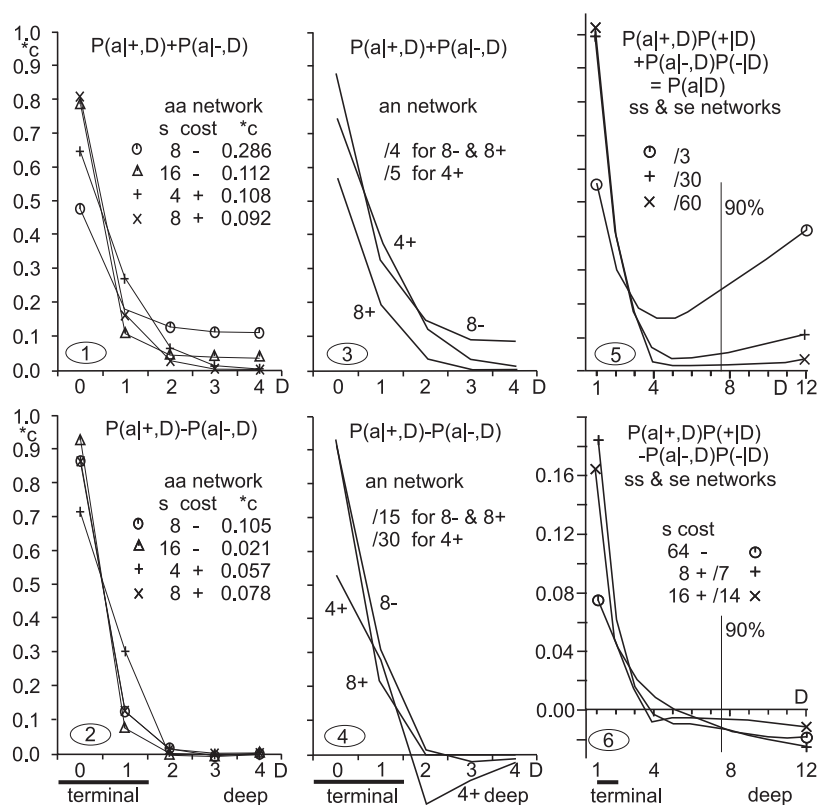 1.0
*c
0.9
0.8
0.7
0.6
0.5
0.4
0.3
0.2
0.1
0.0
P(a|+,D)+P(a|-,D)
aa network
s cost *c
8 - 0.286
16 - 0.112
4 + 0.108
8 + 0.092
1
0 1 2 3 4 D
P(a|+,D)+P(a|-,D)
an network
/4 for 8- & 8+
/5 for 4+
4+
8+
8-
3
0 1 2 3 4 D
P(a|+,D)P(+|D)
+P(a|-,D)P(-|D)
= P(a|D)
ss & se networks
/3
/30
/60
90%
5
1 4 8 D 12
1.0
*c
0.9
0.8
0.7
0.6
0.5
0.4
0.3
0.2
0.1
0.0
P(a|+,D)-P(a|-,D)
aa network
s cost *c
8 - 0.105
16 - 0.021
4 + 0.057
8 + 0.078
2
0 1 2 3 4 D
terminal deep
P(a|+,D)-P(a|-,D)
an network
/15 for 8- & 8+
/30 for 4+
4+
8-
8+
4
0 1 2 3 4 D
4+
terminal deep
P(a|+,D)P(+|D)
-P(a|-,D)P(-|D)
ss & se networks
0.16
0.12
0.08
0.04
0.00
s cost
64 -
8 + /7
16 + /14
90%
D
6
1 4 8 12
terminal deep